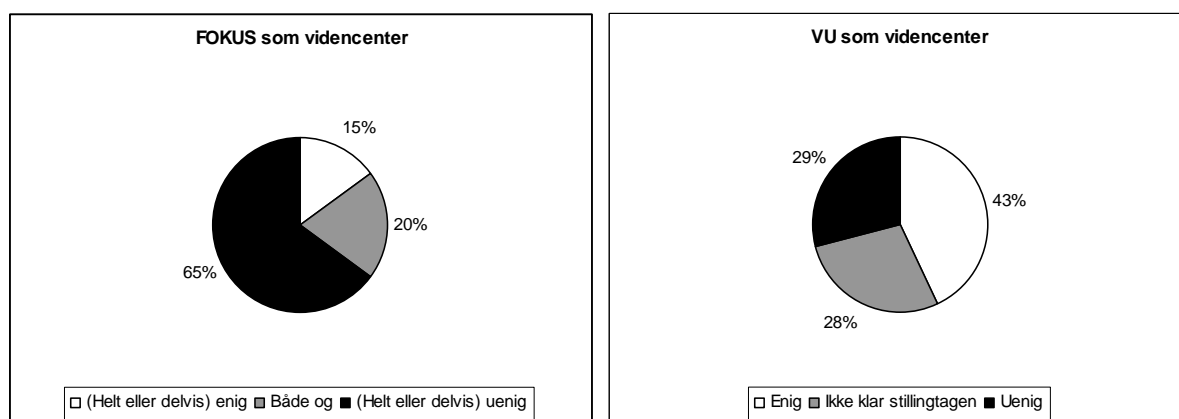 FOKUS som videncenter
15%
20%
65%
(Helt eller delvis) enig Både og (Helt eller delvis) uenig
VU som videncenter
29%
43%
28%
Enig Ikke klar stillingtagen Uenig